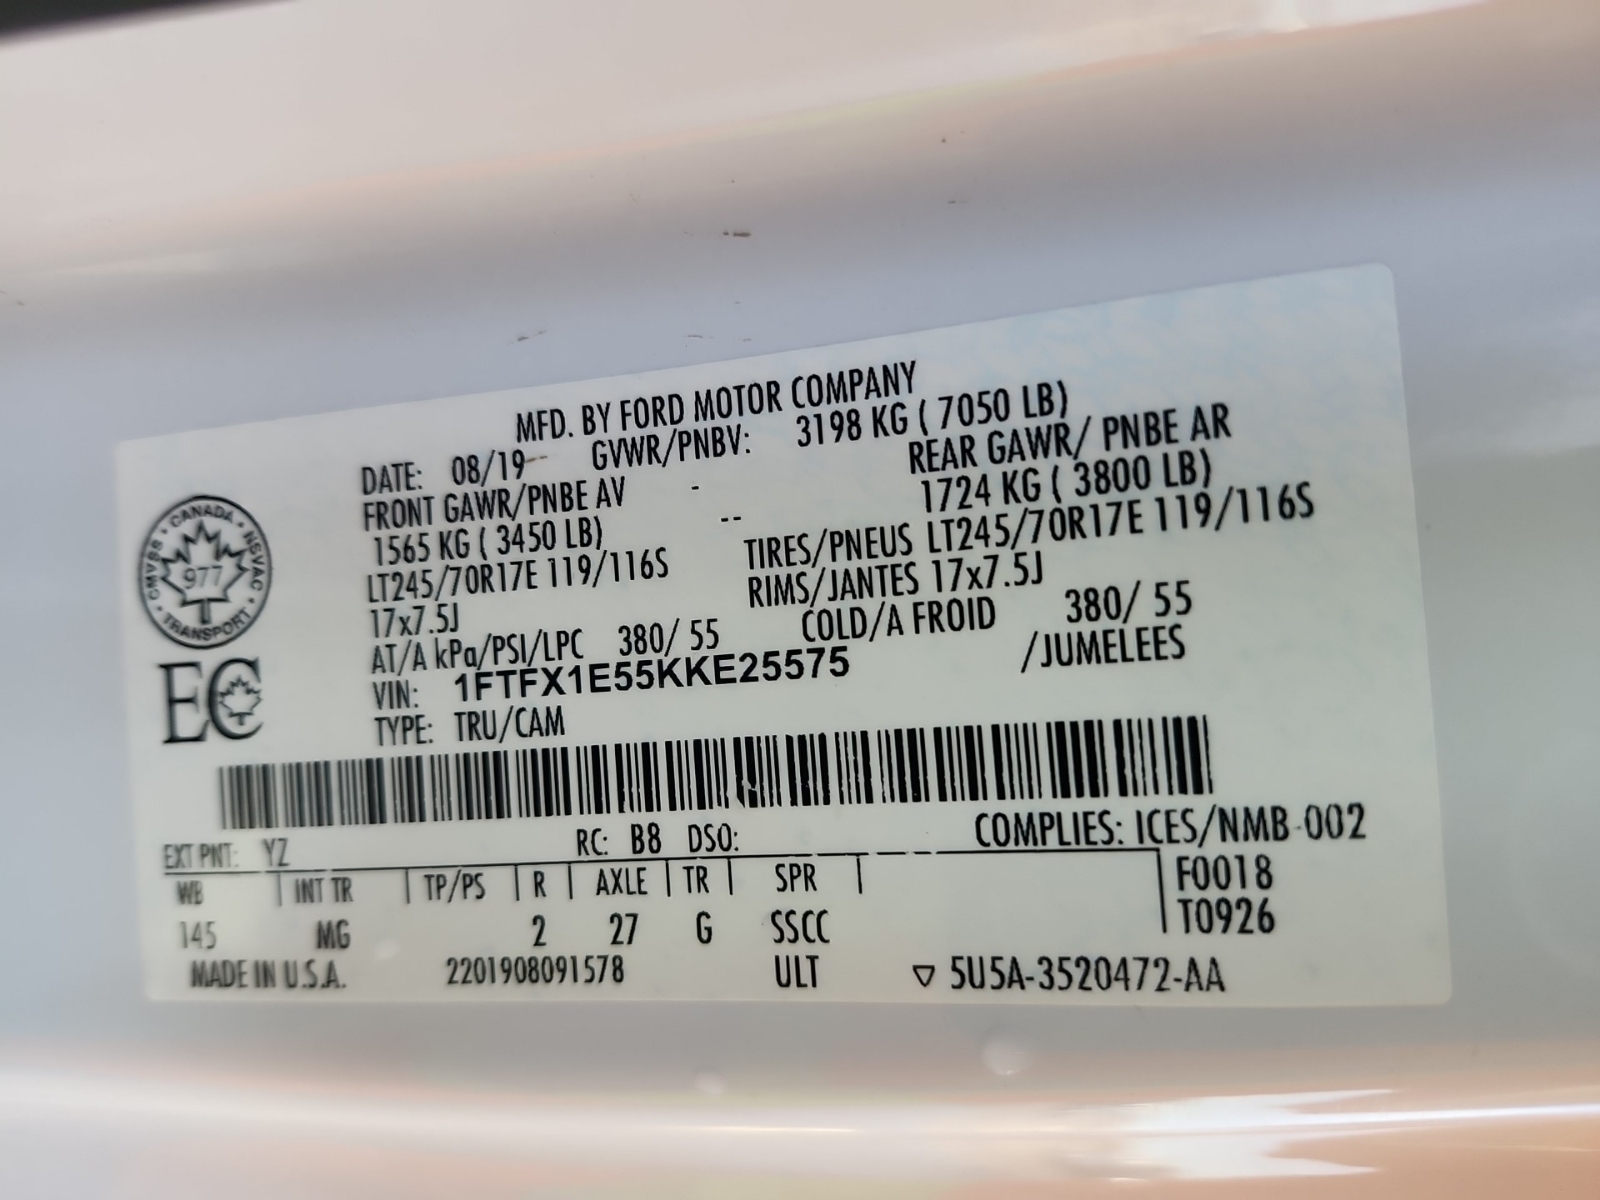 MFD. BY FORD MOTOR COMPANY
DATE: 08/19 GVWR/PNBV: 3198 KG ( 7050 LB)
FRONT GAWR/PNBE AV - REAR GAWR/ PNBE AR
1565 KG ( 3450 LB) -- 1724 KG ( 3800 LB)
LT245/70R17E 119/116S TIRES/PNEUS LT245/70R17E 119/116S
17x7.5J RIMS/JANTES 17x7.5J
AT/A kPa/PSI/LPC 380/ 55 COLD/A FROID 380/ 55
VIN: 1FTFX1E55KKE25575 /JUMELEES
TYPE: TRU/CAM
CANADA
CMVSS NSVAC
977
TRANSPORT
EC
EXT PNT: YZ RC: B8 DSO: COMPLIES: ICES/NMB-002
WB INT TR TP/PS R AXLE TR SPR F0018
145 MG 2 27 G SSCC T0926
MADE IN U.S.A. 2201908091578 ULT ▽ 5U5A-3520472-AA